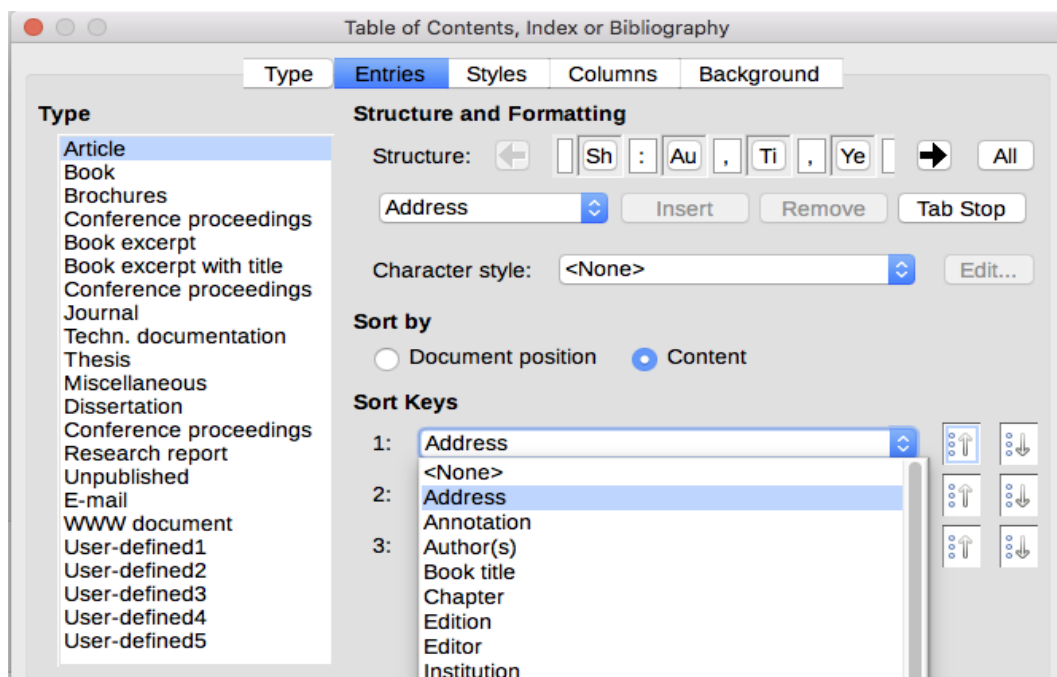 Table of Contents, Index or Bibliography
Type Entries Styles Columns Background
Type
Article
Book
Brochures
Conference proceedings
Book excerpt
Book excerpt with title
Conference proceedings
Journal
Techn. documentation
Thesis
Miscellaneous
Dissertation
Conference proceedings
Research report
Unpublished
E-mail
WWW document
User-defined1
User-defined2
User-defined3
User-defined4
User-defined5
Structure and Formatting
Structure: Sh : Au , Ti , Ye All
Address Insert Remove Tab Stop
Character style: <None> Edit...
Sort by
Document position Content
Sort Keys
1: Address
<None>
2: Address
Annotation
3: Author(s)
Book title
Chapter
Edition
Editor
Institution